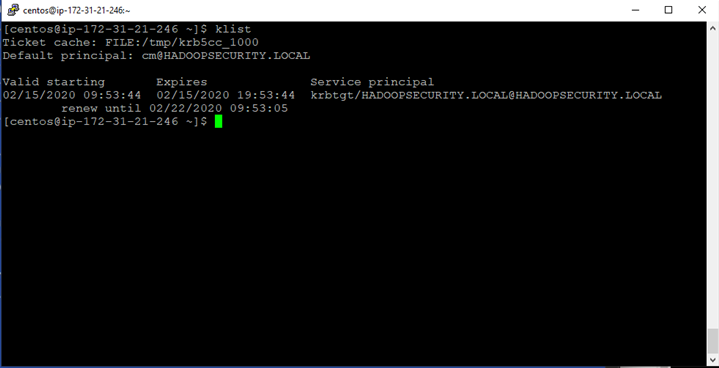 centos@ip-172-31-21-246:~
[centos@ip-172-31-21-246 ~]$ klist
Ticket cache: FILE:/tmp/krb5cc_1000
Default principal: cm@HADOOPSECURITY.LOCAL
Valid starting       Expires              Service principal
02/15/2020 09:53:44  02/15/2020 19:53:44  krbtgt/HADOOPSECURITY.LOCAL@HADOOPSECURITY.LOCAL
        renew until 02/22/2020 09:53:05
[centos@ip-172-31-21-246 ~]$